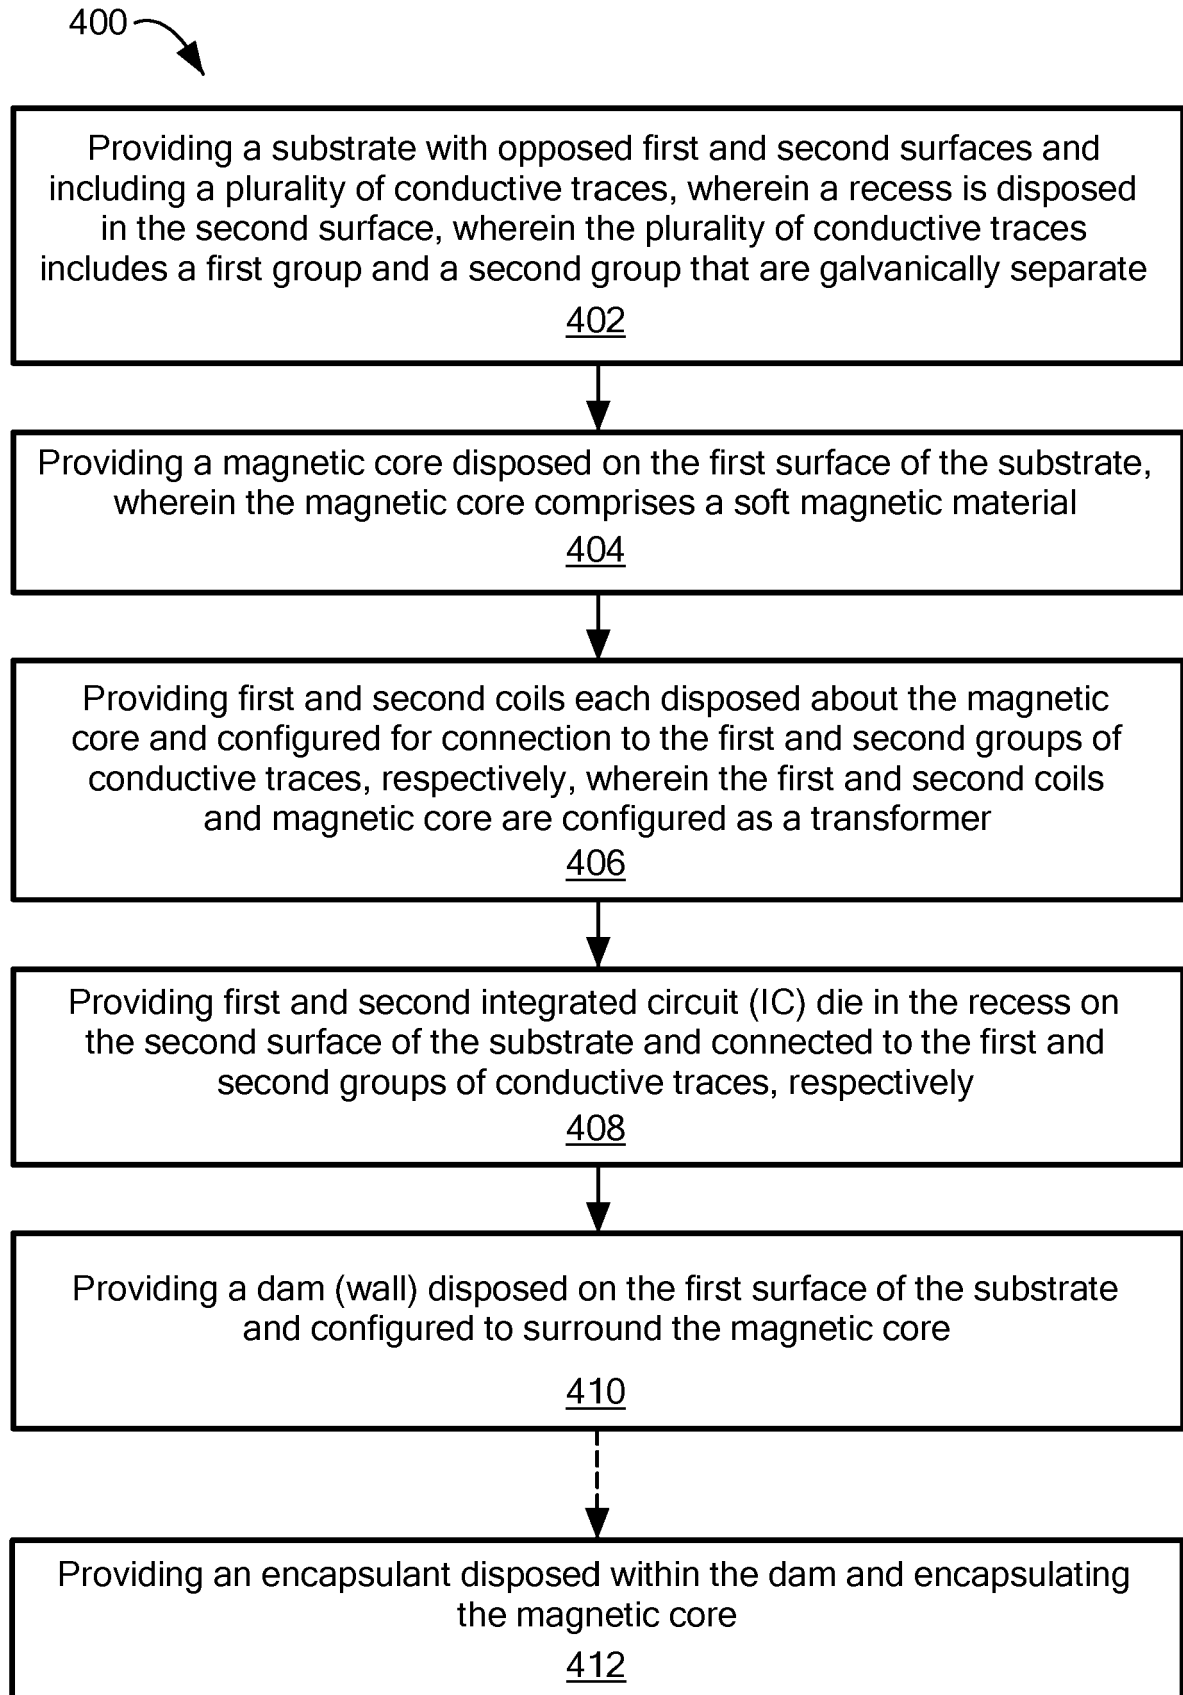 400
Providing a substrate with opposed first and second surfaces and
including a plurality of conductive traces, wherein a recess is disposed
in the second surface, wherein the plurality of conductive traces
includes a first group and a second group that are galvanically separate
402
Providing a magnetic core disposed on the first surface of the substrate,
wherein the magnetic core comprises a soft magnetic material
404
Providing first and second coils each disposed about the magnetic
core and configured for connection to the first and second groups of
conductive traces, respectively, wherein the first and second coils
and magnetic core are configured as a transformer
406
Providing first and second integrated circuit (IC) die in the recess on
the second surface of the substrate and connected to the first and
second groups of conductive traces, respectively
408
Providing a dam (wall) disposed on the first surface of the substrate
and configured to surround the magnetic core
410
Providing an encapsulant disposed within the dam and encapsulating
the magnetic core
412